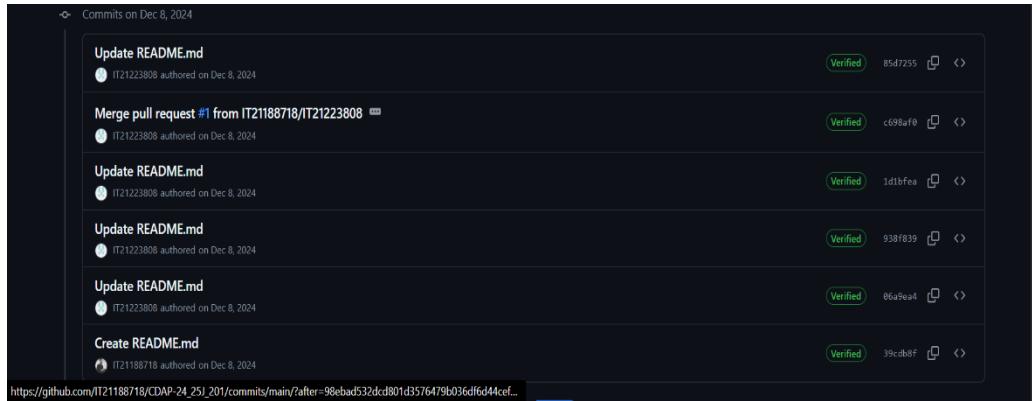 Commits on Dec 8, 2024
Update README.md
IT21223808 authored on Dec 8, 2024
Verified 85d7255 <>
Merge pull request #1 from IT21188718/IT21223808
IT21223808 authored on Dec 8, 2024
Verified c698af0 <>
Update README.md
IT21223808 authored on Dec 8, 2024
Verified 1d1bfea <>
Update README.md
IT21223808 authored on Dec 8, 2024
Verified 938f839 <>
Update README.md
IT21223808 authored on Dec 8, 2024
Verified 06a9ea4 <>
Create README.md
IT21188718 authored on Dec 8, 2024
Verified 39cdb8f <>
https://github.com/IT21188718/CDAP-24_25J_201/commits/main/?after=98ebad532dcd801d3576479b036df6d44cef...